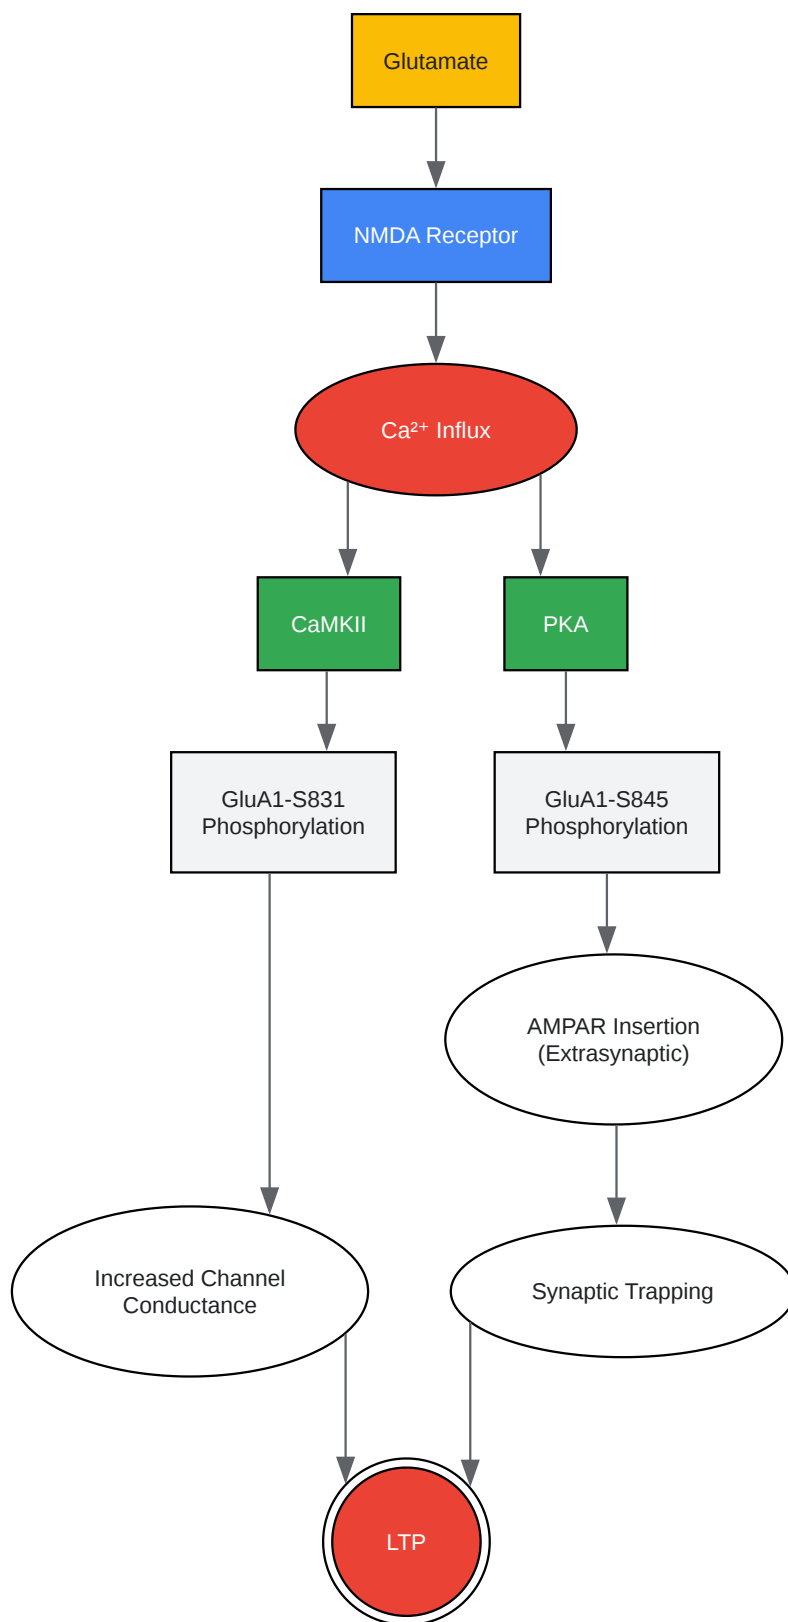 Glutamate
NMDA Receptor
Ca²⁺ Influx
CaMKII
PKA
GluA1-S831
Phosphorylation
GluA1-S845
Phosphorylation
AMPAR Insertion
(Extrasynaptic)
Increased Channel
Conductance
Synaptic Trapping
LTP